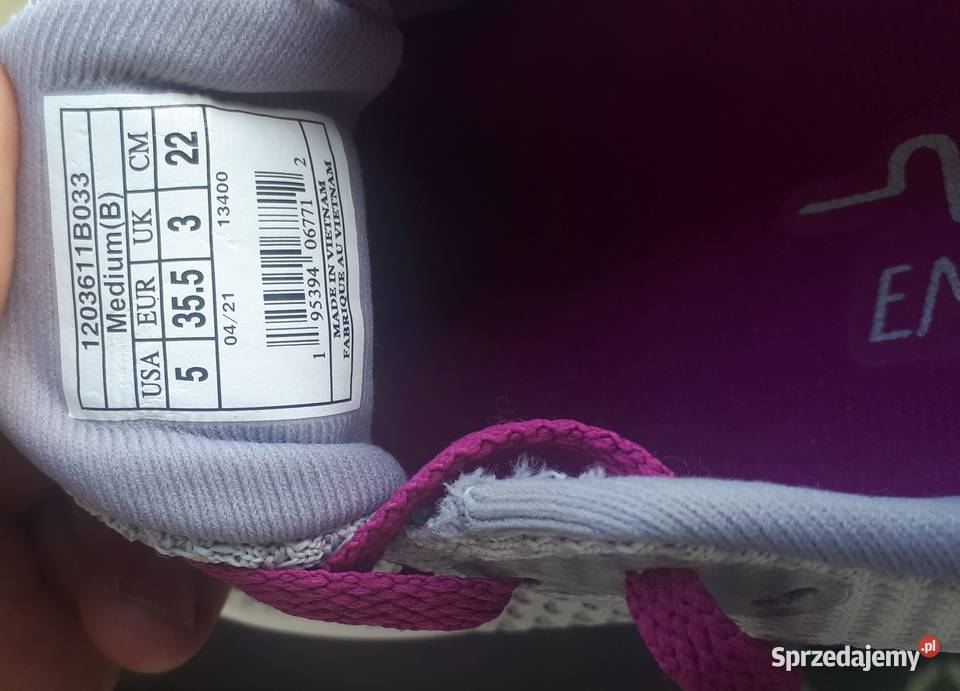 1203611B033
Medium(B)
USA EUR UK CM
5 35.5 3 22
04/21 13400
1 95394 06771 2
MADE IN VIETNAM
FABRIQUE AU VIETNAM
Sprzedajemy.pl